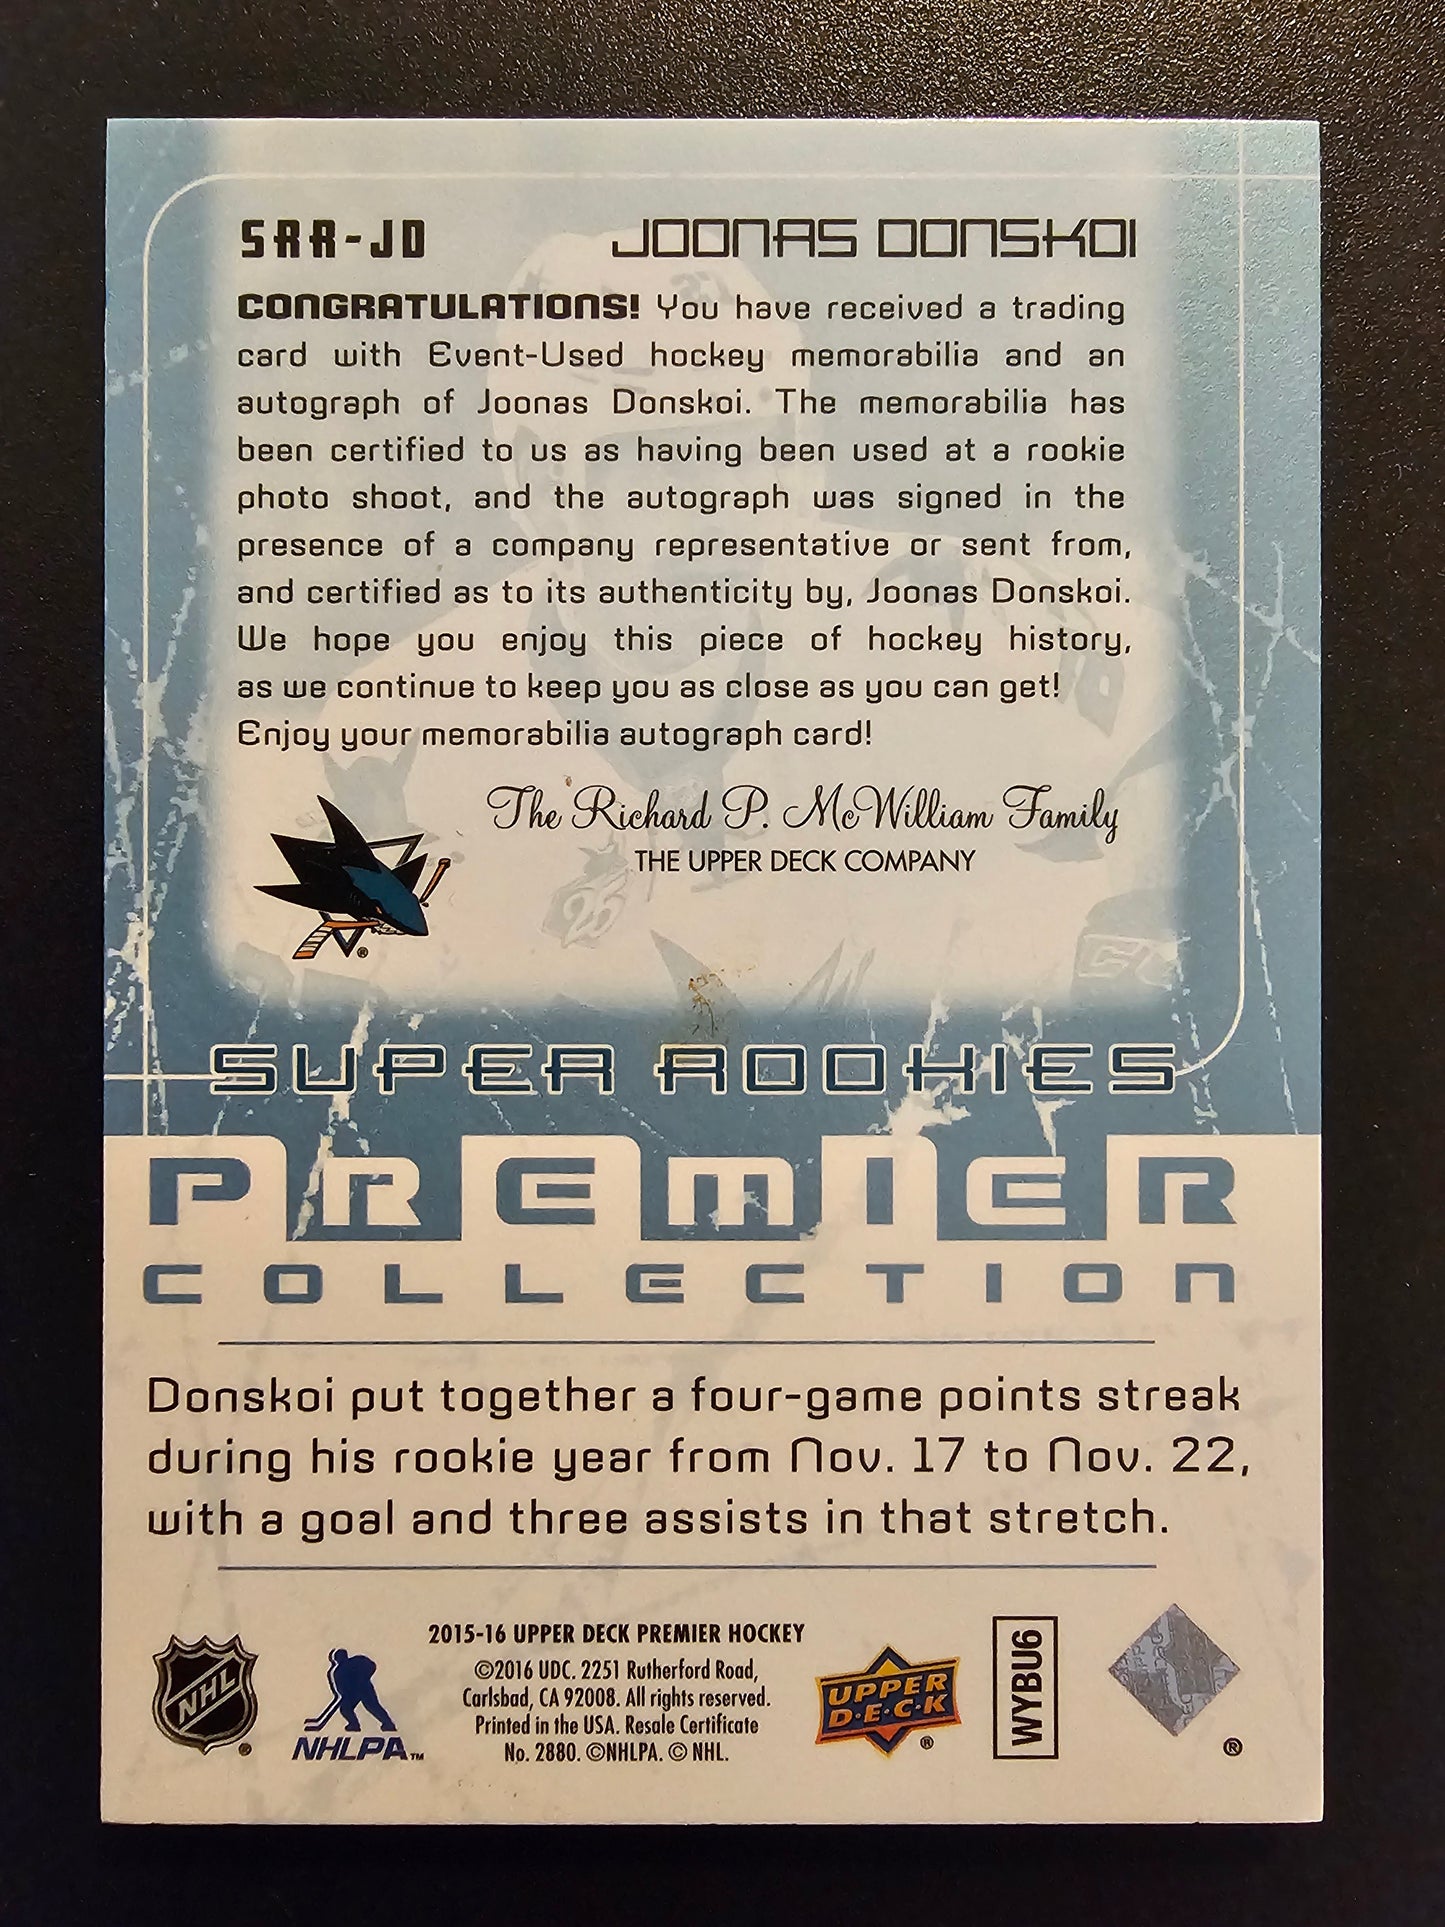 SRR-JD JOONAS DONSKOI
CONGRATULATIONS! You have received a trading
card with Event-Used hockey memorabilia and an
autograph of Joonas Donskoi. The memorabilia has
been certified to us as having been used at a rookie
photo shoot, and the autograph was signed in the
presence of a company representative or sent from,
and certified as to its authenticity by, Joonas Donskoi.
We hope you enjoy this piece of hockey history,
as we continue to keep you as close as you can get!
Enjoy your memorabilia autograph card!
The Richard P. McWilliam Family
THE UPPER DECK COMPANY
®
26
SUPER ROOKIES
PREMIER
COLLECTION
Donskoi put together a four-game points streak
during his rookie year from Nov. 17 to Nov. 22,
with a goal and three assists in that stretch.
NHL ®
NHLPA™
2015-16 UPPER DECK PREMIER HOCKEY
©2016 UDC. 2251 Rutherford Road,
Carlsbad, CA 92008. All rights reserved.
Printed in the USA. Resale Certificate
No. 2880. ©NHLPA. © NHL.
UPPER
D·E·C·K ®
WYBU6
®